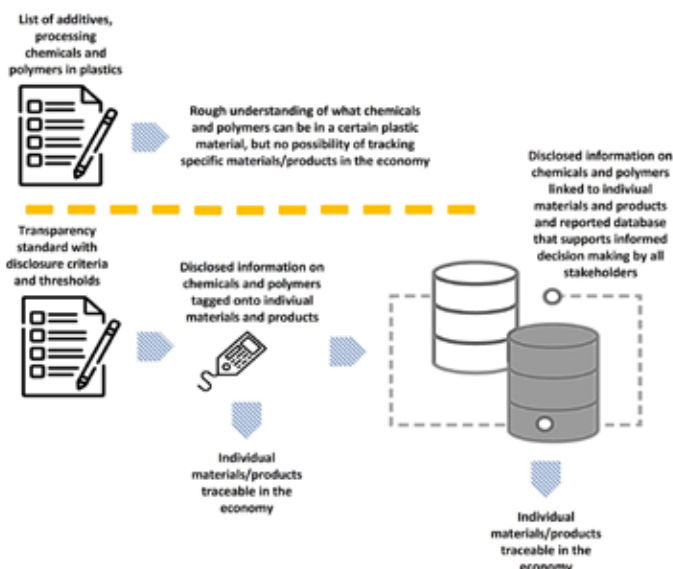 List of additives,
processing
chemicals and
polymers in plastics
Rough understanding of what chemicals
and polymers can be in a certain plastic
material, but no possibility of tracking
specific materials/products in the economy
Transparency
standard with
disclosure criteria
and thresholds
Disclosed information on
chemicals and polymers
tagged onto indiviual
materials and products
Individual
materials/products
traceable in the
economy
Disclosed information on
chemicals and polymers
linked to indiviual
materials and products
and reported database
that supports informed
decision making by all
stakeholders
Individual
materials/products
traceable in the
economy